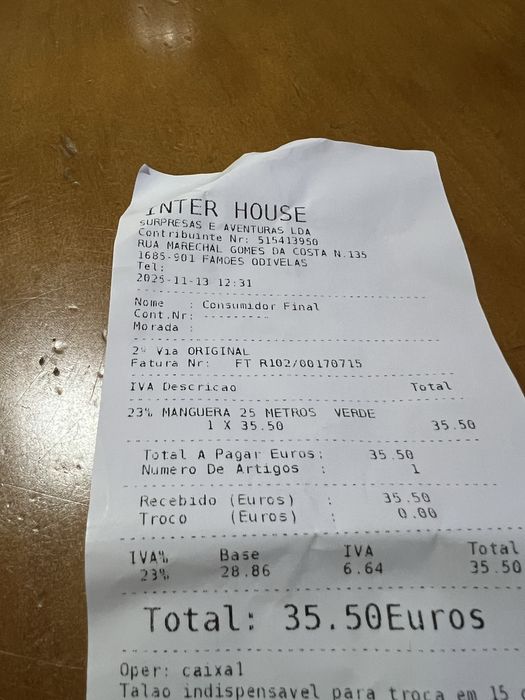 INTER HOUSE
SURPRESAS E AVENTURAS LDA
Contribuinte Nr: 515413950
RUA MARECHAL GOMES DA COSTA N.135
1685-901 FAMOES ODIVELAS
Tel:
2025-11-13 12:31
Nome : Consumidor Final
Cont.Nr: ---------
Morada :
2ª Via ORIGINAL
Fatura Nr: FT R102/00170715
IVA Descricao Total
23% MANGUERA 25 METROS VERDE
1 X 35.50 35.50
Total A Pagar Euros: 35.50
Numero De Artigos : 1
Recebido (Euros) : 35.50
Troco (Euros) : 0.00
IVA% Base IVA Total
23% 28.86 6.64 35.50
Total: 35.50Euros
Oper: caixa1
Talao indispensavel para troca em 15